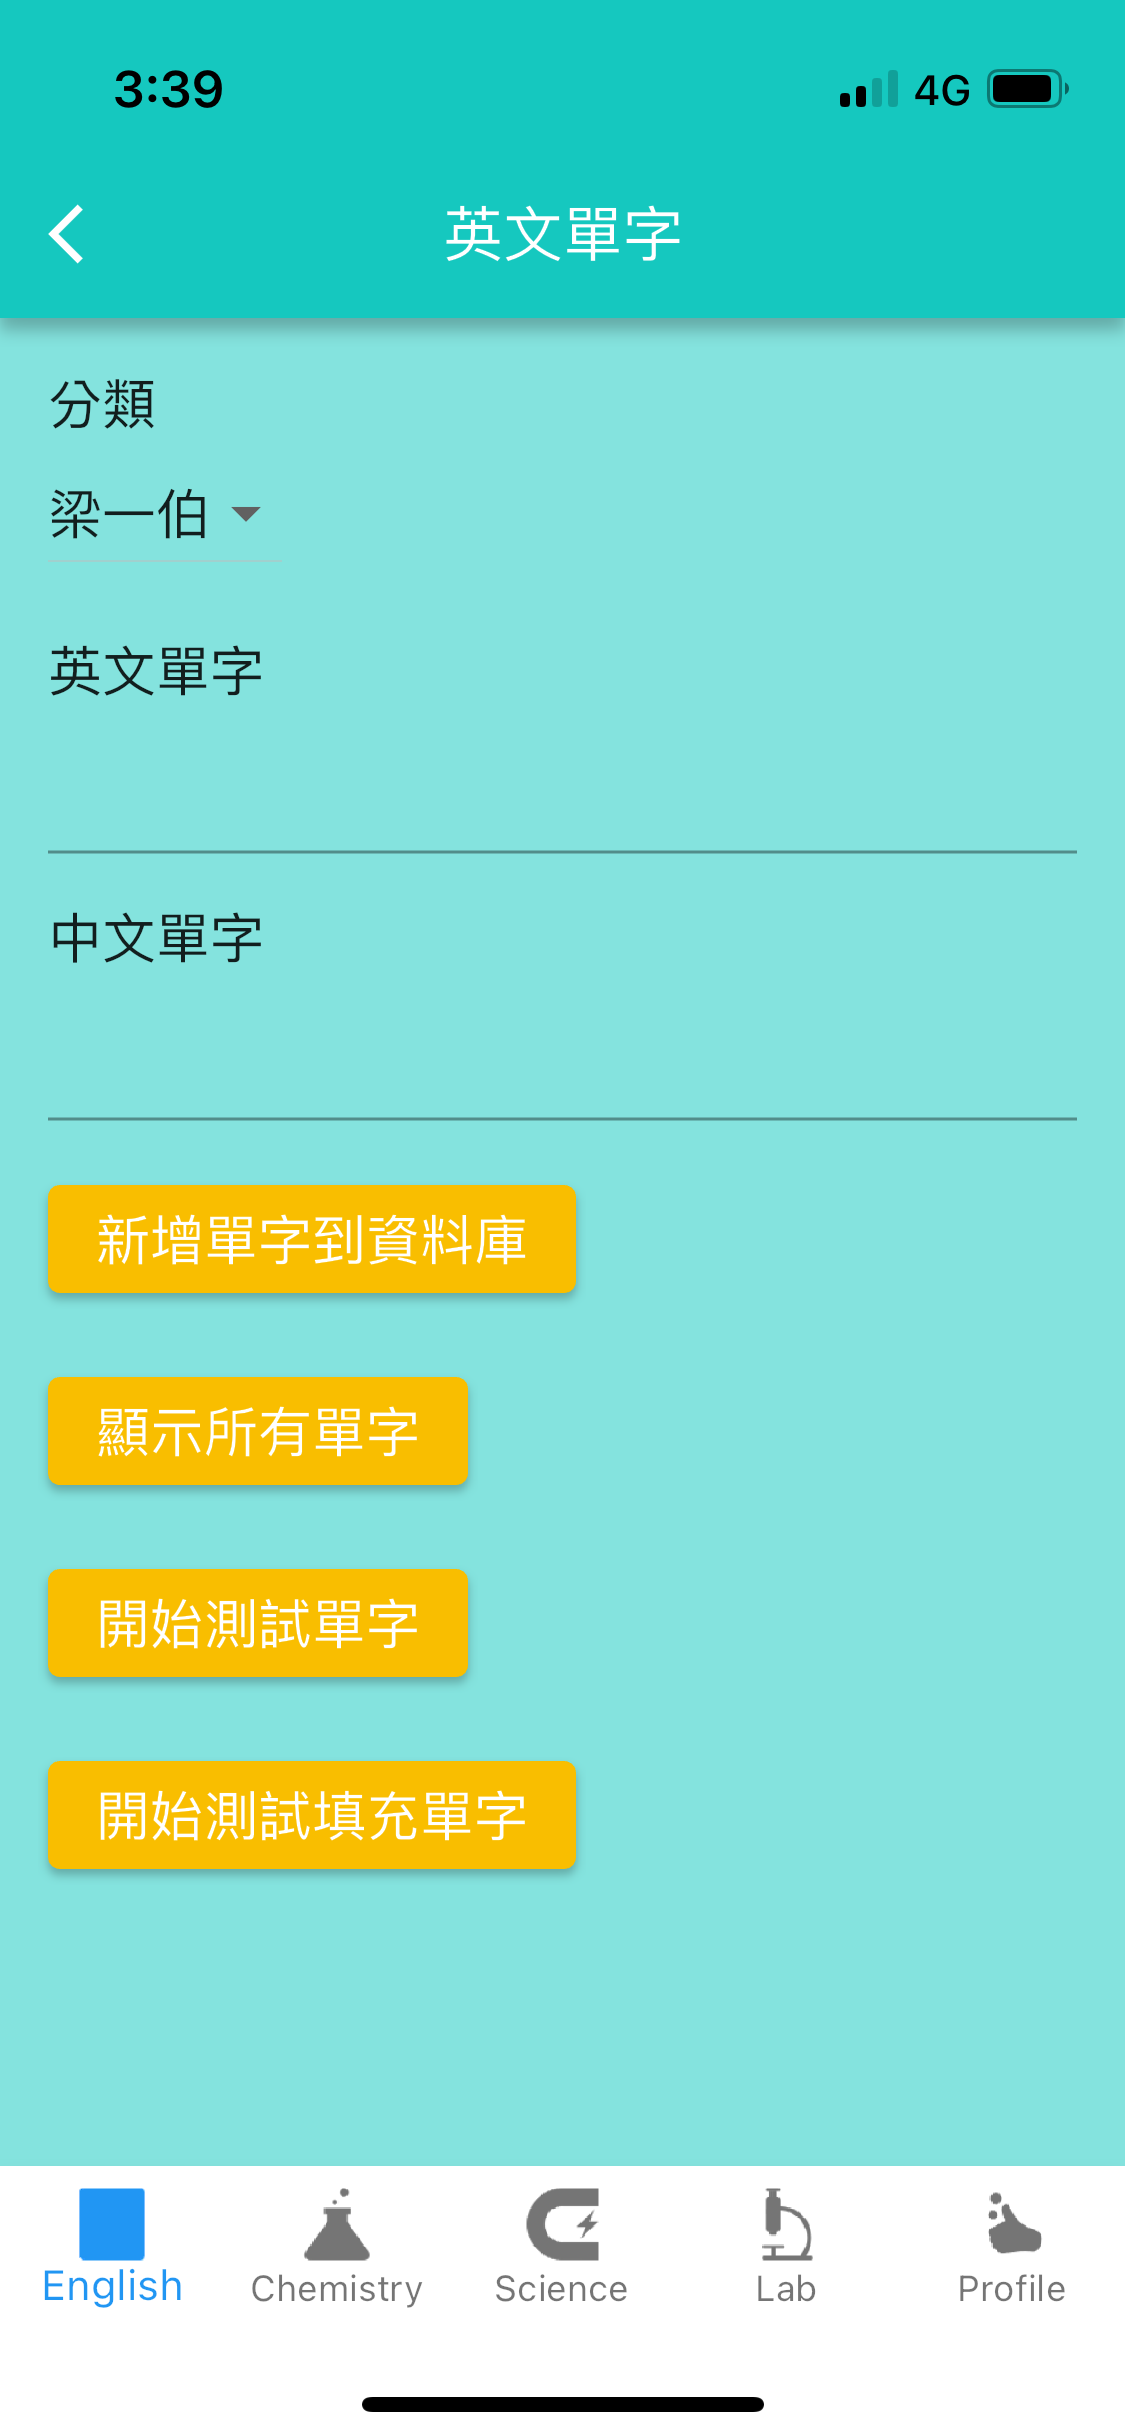 3:39
4G
英文單字
分類
梁一伯
英文單字
中文單字
新增單字到資料庫
顯示所有單字
開始測試單字
開始測試填充單字
English
Chemistry
Science
Lab
Profile